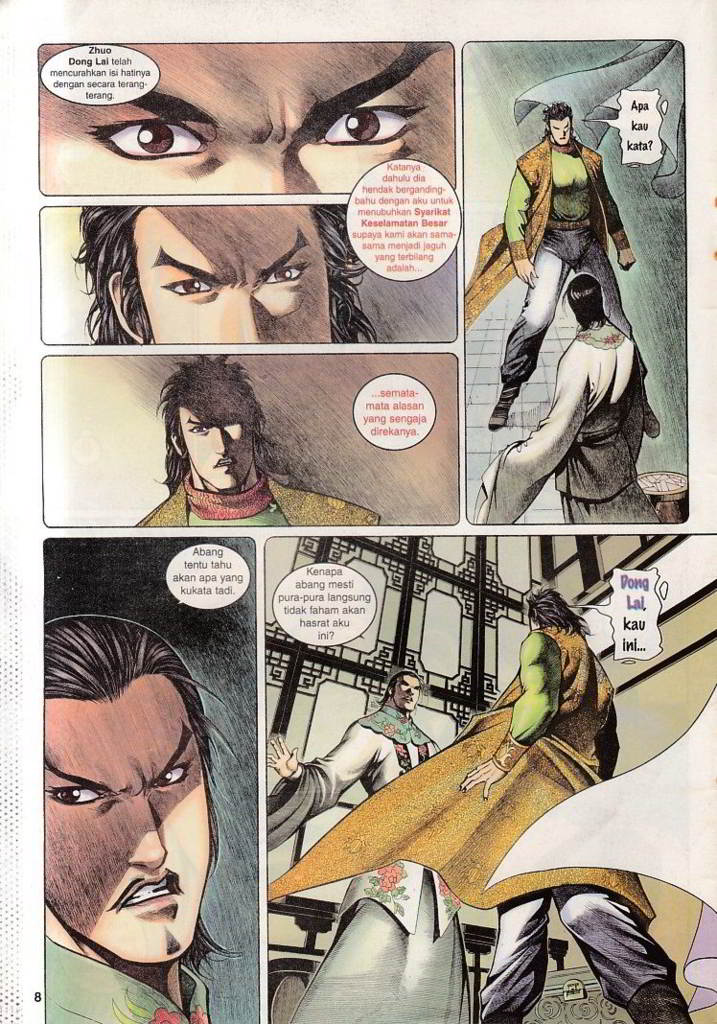 Zhuo
Dong Lai telah
mencurahkan isi hatinya
dengan secara terang-
terang.
Katanya
dahulu dia
hendak berganding-
bahu dengan aku untuk
menubuhkan Syarikat
Keselamatan Besar
supaya kami akan sama-
sama menjadi jaguh
yang terbilang
adalah...
...semata-
mata alasan
yang sengaja
direkanya.
Apa
kau
kata?
Abang
tentu tahu
akan apa yang
kukata tadi.
Kenapa
abang mesti
pura-pura langsung
tidak faham akan
hasrat aku
ini?
Dong
Lai,
kau
ini...
8